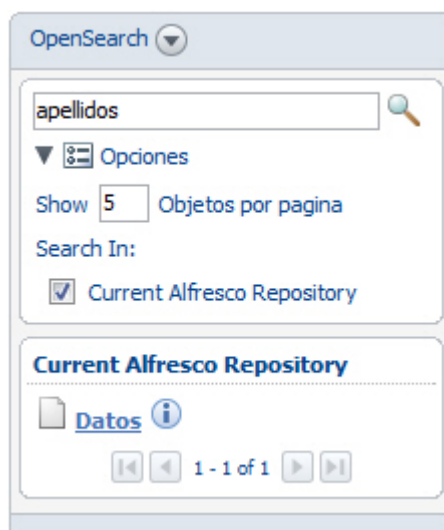 OpenSearch
apellidos
Opciones
Show 5 Objetos por pagina
Search In:
Current Alfresco Repository
Current Alfresco Repository
Datos
1 - 1 of 1